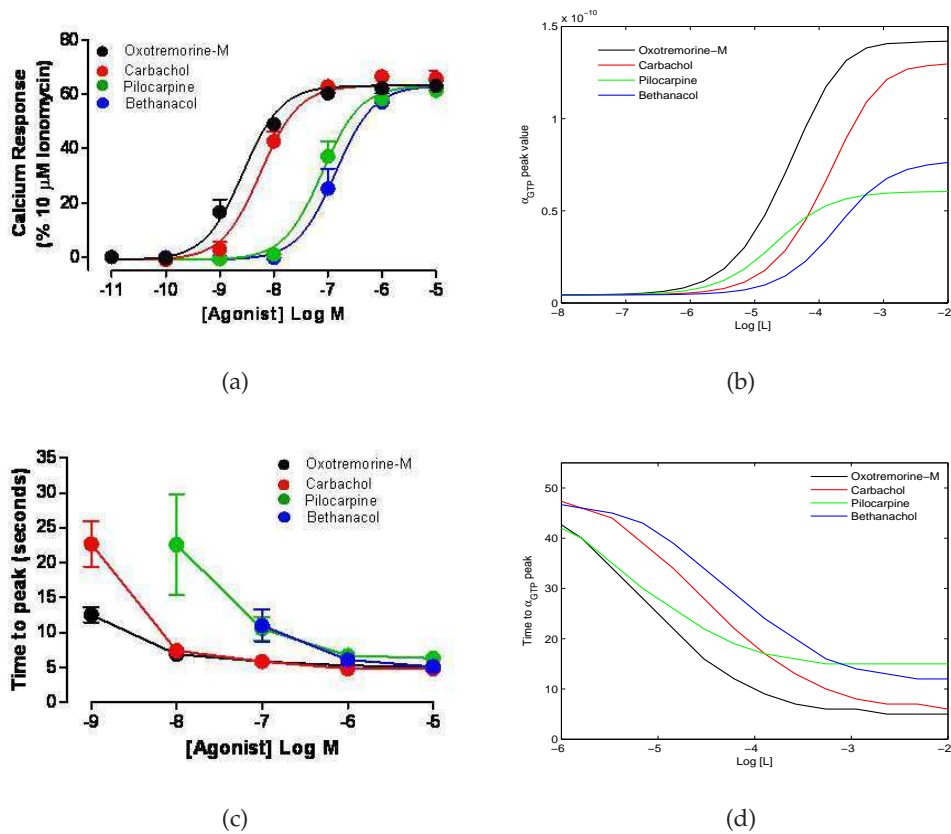 80
60
40
20
0
Calcium Response
(% 10 µM Ionomycin)
Oxotremorine-M
Carbachol
Pilocarpine
Bethanacol
-11 -10 -9 -8 -7 -6 -5
[Agonist] Log M
(a)
x 10⁻¹⁰
1.5
1
0.5
0
α_GTP peak value
Oxotremorine−M
Carbachol
Pilocarpine
Bethanacol
−8 −7 −6 −5 −4 −3 −2
Log [L]
(b)
35
30
25
20
15
10
5
0
Time to peak (seconds)
Oxotremorine-M
Carbachol
Pilocarpine
Bethanacol
-9 -8 -7 -6 -5
[Agonist] Log M
(c)
50
40
30
20
10
0
Time to α_GTP peak
Oxotremorine−M
Carbachol
Pilocarpine
Bethanachol
−6 −5 −4 −3 −2
Log [L]
(d)